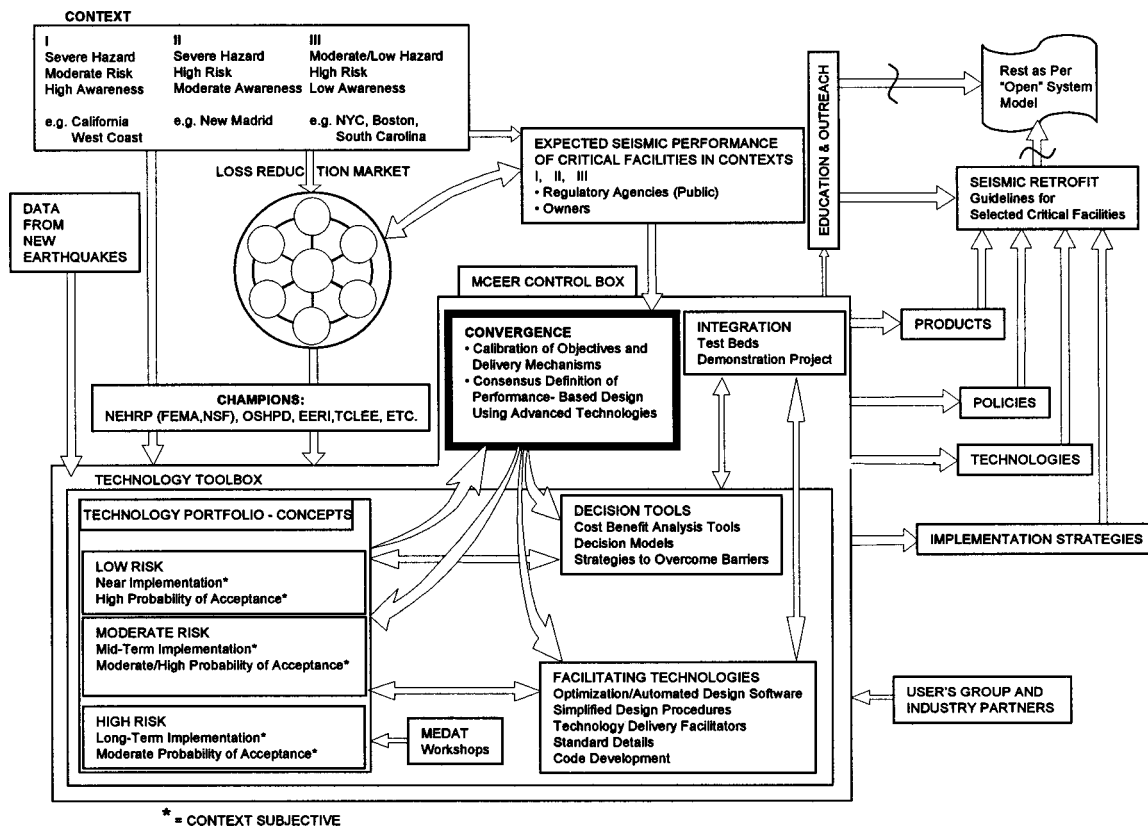 CONTEXT
I
Severe Hazard
Moderate Risk
High Awareness
e.g. California
West Coast
II
Severe Hazard
High Risk
Moderate Awareness
e.g. New Madrid
III
Moderate/Low Hazard
High Risk
Low Awareness
e.g. NYC, Boston,
South Carolina
LOSS REDUCTION MARKET
DATA
FROM
NEW
EARTHQUAKES
EXPECTED SEISMIC PERFORMANCE
OF CRITICAL FACILITIES IN CONTEXTS
I, II, III
• Regulatory Agencies (Public)
• Owners
EDUCATION & OUTREACH
Rest as Per
"Open" System
Model
SEISMIC RETROFIT
Guidelines for
Selected Critical Facilities
MCEER CONTROL BOX
CONVERGENCE
• Calibration of Objectives and
Delivery Mechanisms
• Consensus Definition of
Performance- Based Design
Using Advanced Technologies
INTEGRATION
Test Beds
Demonstration Project
PRODUCTS
POLICIES
TECHNOLOGIES
IMPLEMENTATION STRATEGIES
CHAMPIONS:
NEHRP (FEMA,NSF), OSHPD, EERI,TCLEE, ETC.
TECHNOLOGY TOOLBOX
TECHNOLOGY PORTFOLIO - CONCEPTS
LOW RISK
Near Implementation*
High Probability of Acceptance*
MODERATE RISK
Mid-Term Implementation*
Moderate/High Probability of Acceptance*
HIGH RISK
Long-Term Implementation*
Moderate Probability of Acceptance*
MEDAT
Workshops
DECISION TOOLS
Cost Benefit Analysis Tools
Decision Models
Strategies to Overcome Barriers
FACILITATING TECHNOLOGIES
Optimization/Automated Design Software
Simplified Design Procedures
Technology Delivery Facilitators
Standard Details
Code Development
USER'S GROUP AND
INDUSTRY PARTNERS
* = CONTEXT SUBJECTIVE